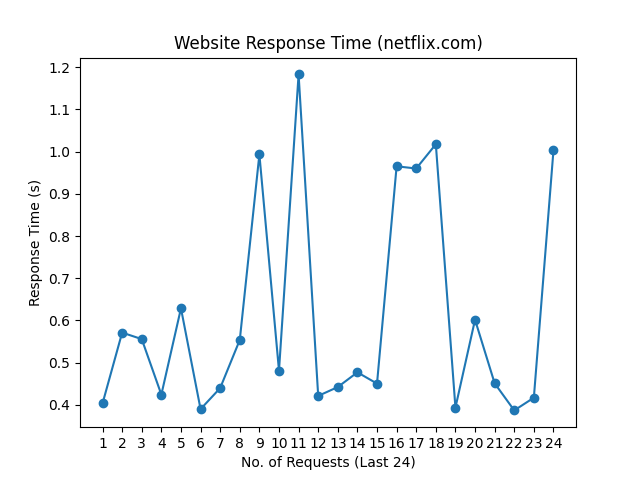 Website Response Time (netflix.com)
1.2
1.1
1.0
0.9
0.8
0.7
0.6
0.5
0.4
Response Time (s)
1 2 3 4 5 6 7 8 9 10 11 12 13 14 15 16 17 18 19 20 21 22 23 24
No. of Requests (Last 24)